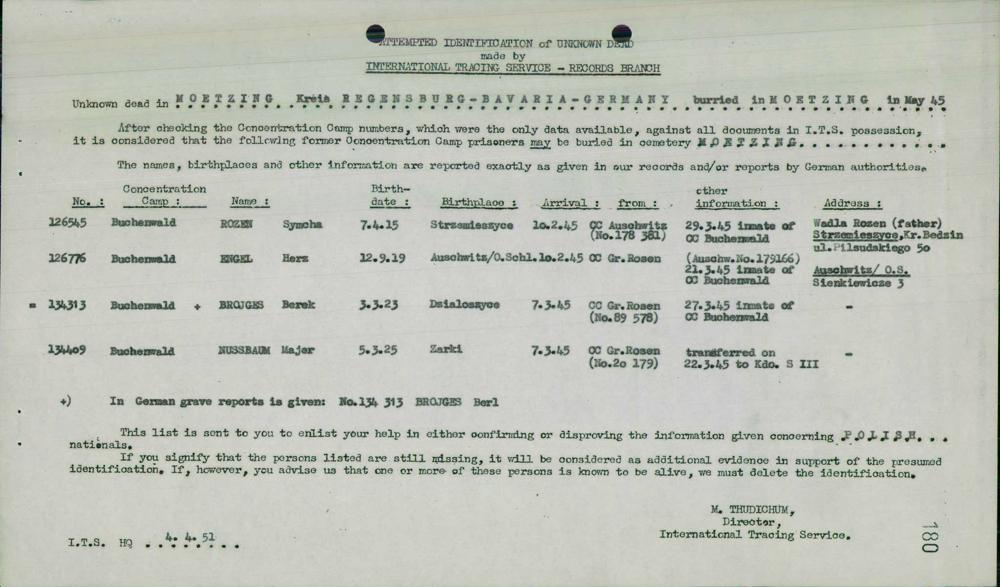 ATTEMPTED IDENTIFICATION of UNKNOWN DEAD
made by
INTERNATIONAL TRACING SERVICE - RECORDS BRANCH
Unknown dead in MOETZING Kreis REGENSBURG-BAVARIA-GERMANY burried in MOETZING in May 45
After checking the Concentration Camp numbers, which were the only data available, against all documents in I.T.S. possession,
it is considered that the following former Concentration Camp prisoners may be buried in cemetery MOETZING.
The names, birthplaces and other information are reported exactly as given in our records and/or reports by German authorities.
No. : Concentration Camp : Name : Birth-date : Birthplace : Arrival : from : other information : Address :
126545 Buchenwald ROZEN Symcha 7.4.15 Strzemieszyce 10.2.45 CC Auschwitz 29.3.45 inmate of Wadla Rozen (father)
(No.178 381) CC Buchenwald Strzemieszyce,Kr.Bedzin
ul.Pilsudskiego 50
126776 Buchenwald ENGEL Herz 12.9.19 Auschwitz/O.Schl. 10.2.45 CC Gr.Rosen (Auschw.No.179166)
21.3.45 inmate of Auschwitz/ O.S.
CC Buchenwald Sienkiewicze 3
= 134313 Buchenwald + BROJGES Berek 3.3.23 Dzialoszyce 7.3.45 CC Gr.Rosen 27.3.45 inmate of -
(No.89 578) CC Buchenwald
134409 Buchenwald NUSSBAUM Majer 5.3.25 Zarki 7.3.45 CC Gr.Rosen transferred on -
(No.20 179) 22.3.45 to Kdo. S III
+) In German grave reports is given: No.134 313 BROJGES Berl
This list is sent to you to enlist your help in either confirming or disproving the information given concerning POLISH...
nationals.
If you signify that the persons listed are still missing, it will be considered as additional evidence in support of the presumed
identification. If, however, you advise us that one or more of these persons is known to be alive, we must delete the identification.
M. THUDICHUM,
Director,
International Tracing Service.
I.T.S. HQ 4. 4. 51
180